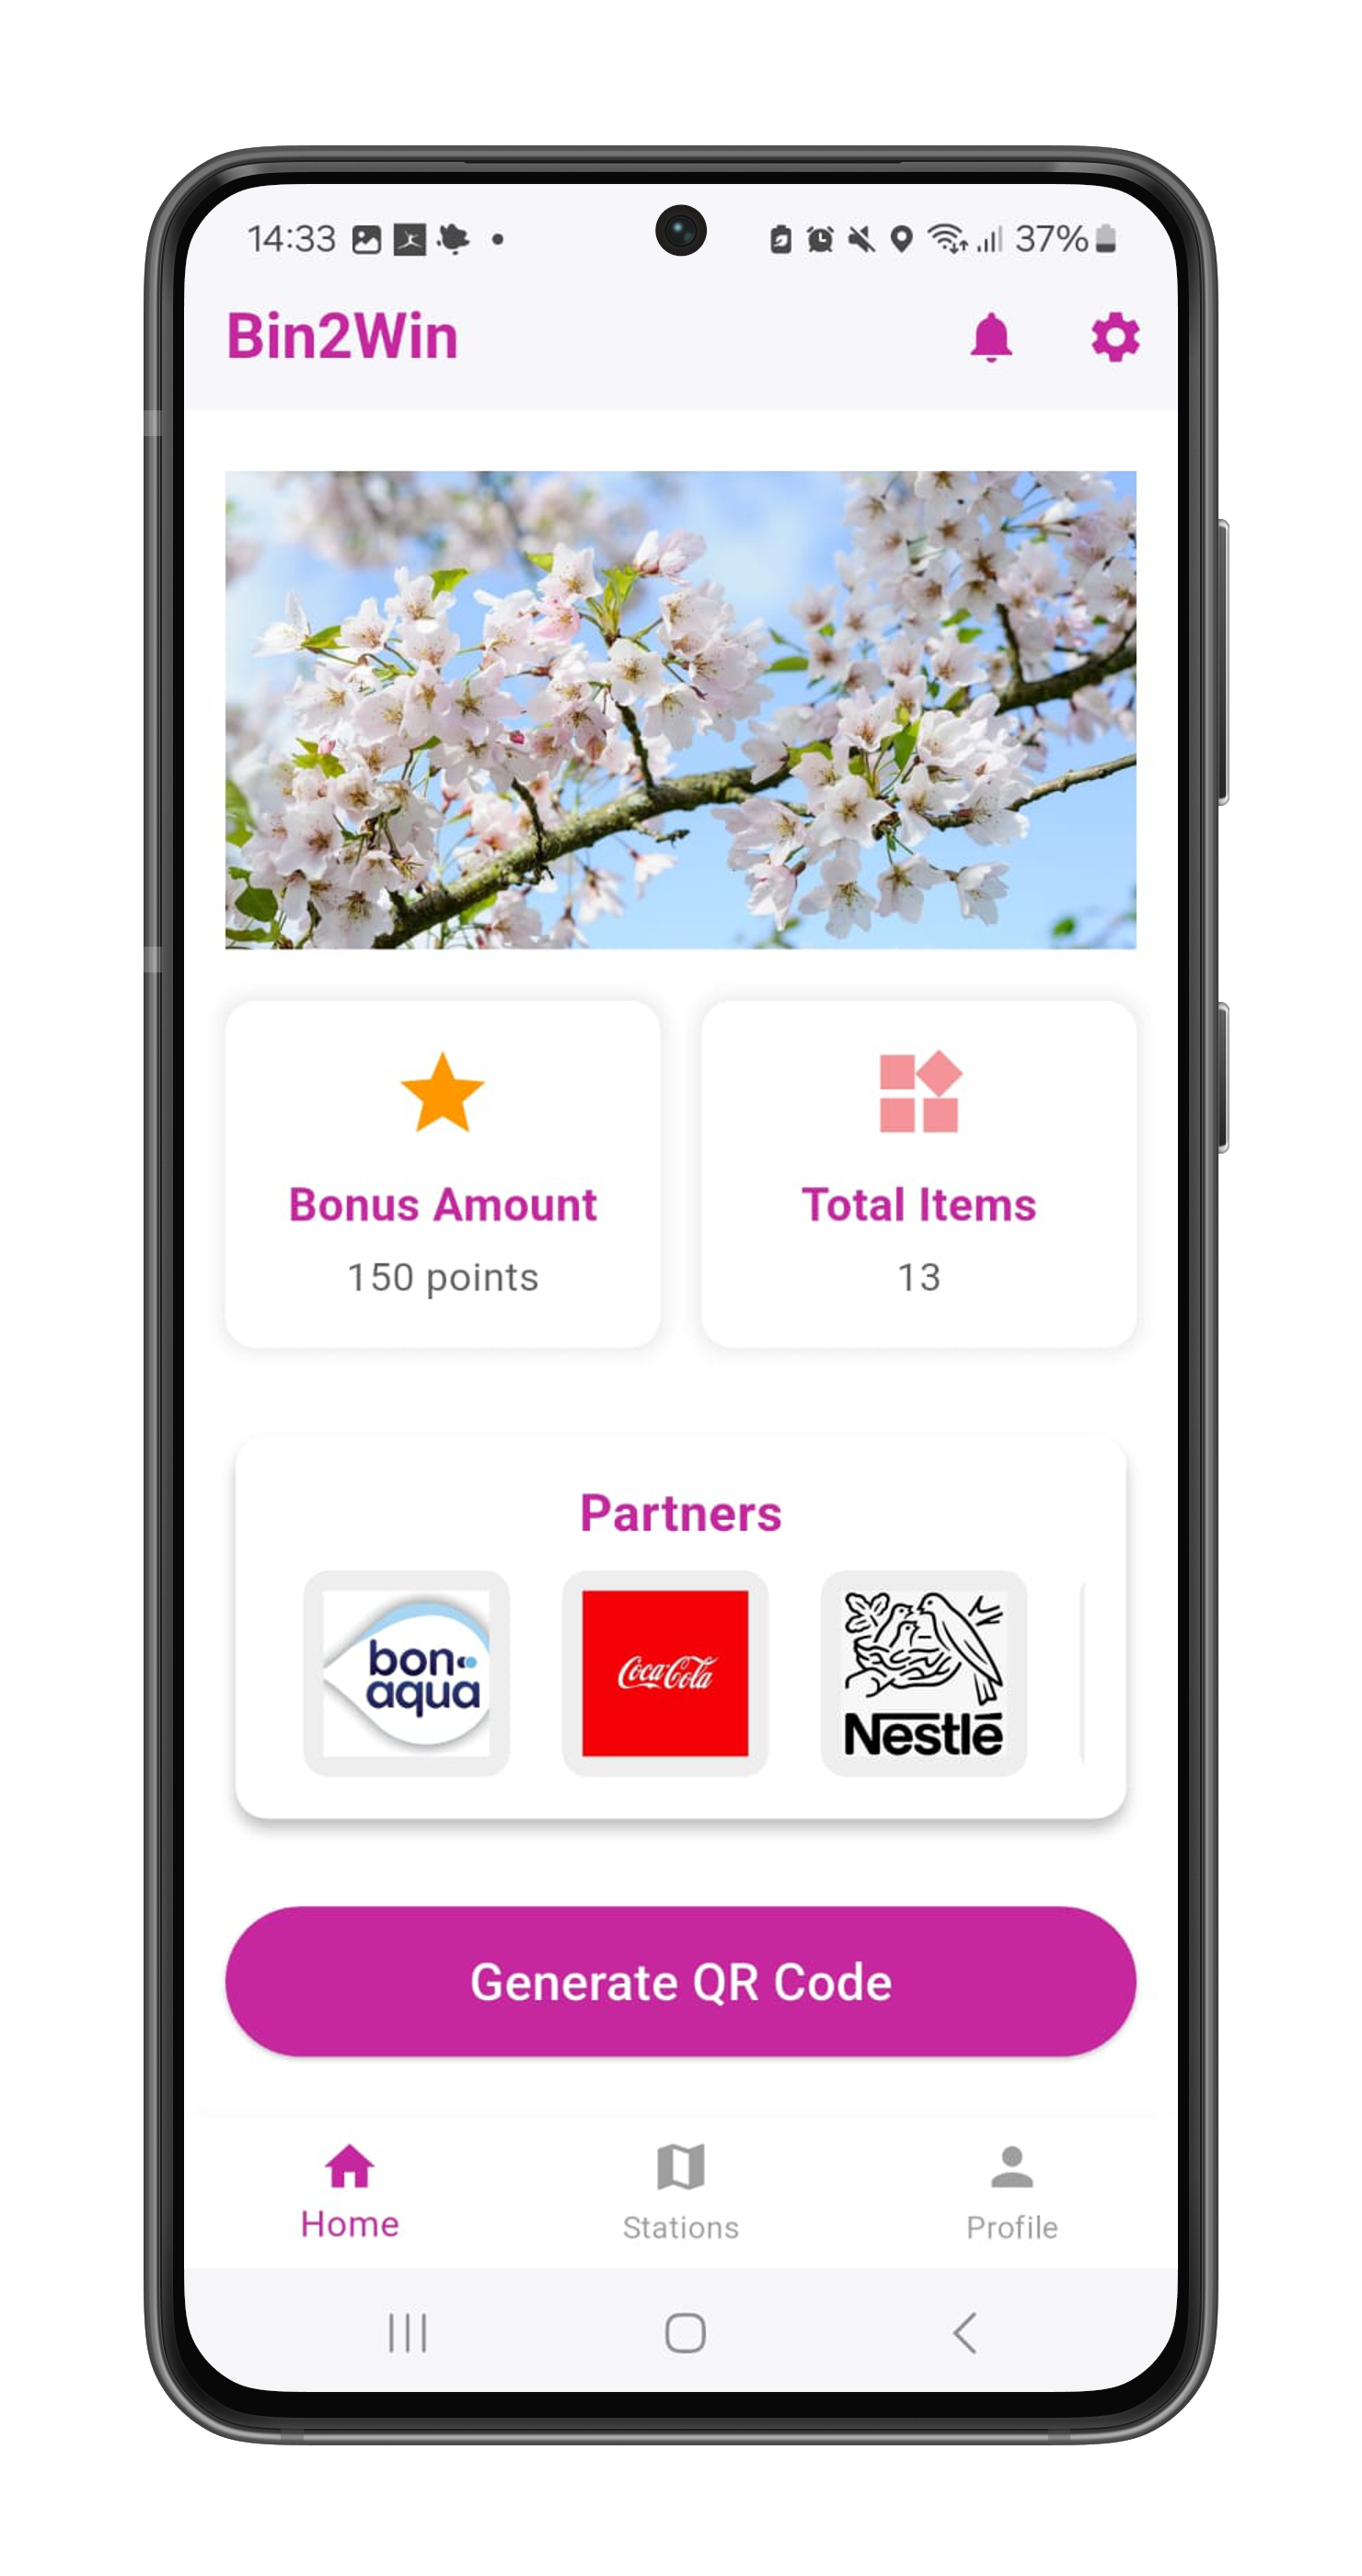 14:33
37%
Bin2Win
Bonus Amount
150 points
Total Items
13
Partners
bon
aqua
Coca-Cola
Nestlé
Generate QR Code
Home
Stations
Profile